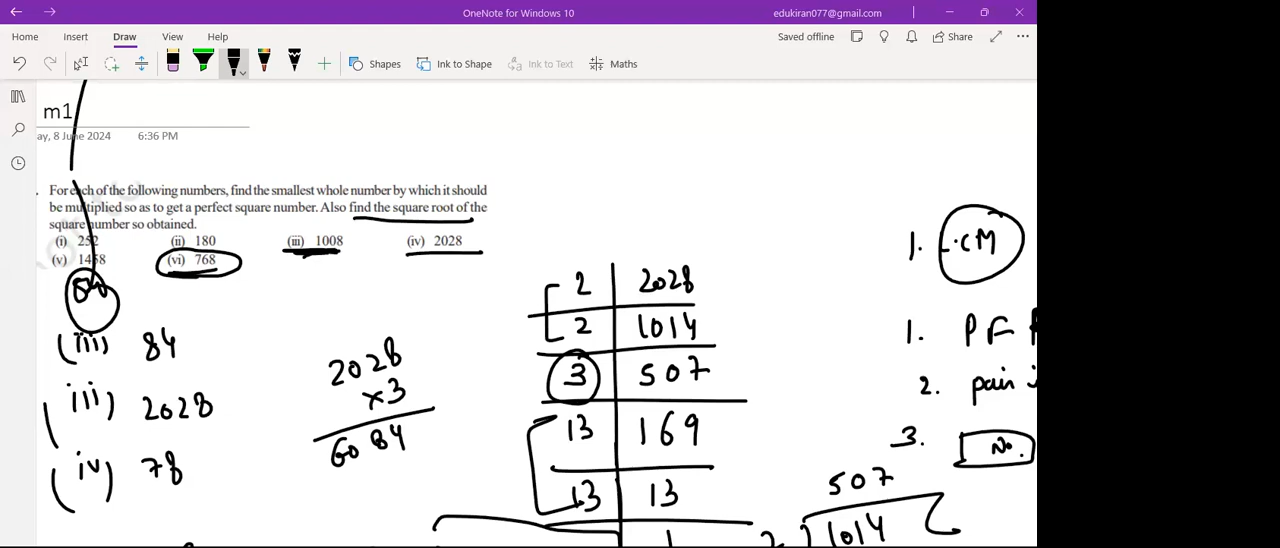 OneNote for Windows 10
edukiran077@gmail.com
Home Insert Draw View Help
Saved offline
Share
Shapes Ink to Shape Ink to Text Maths
m1
ay, 8 June 2024 6:36 PM
. For each of the following numbers, find the smallest whole number by which it should
be multiplied so as to get a perfect square number. Also find the square root of the
square number so obtained.
(i) 252 (ii) 180 (iii) 1008 (iv) 2028
(v) 1458 (vi) 768
(iii) 84
iii) 2028
(iv) 78
2028
×3
6084
2 2028
2 1014
3 507
13 169
13 13
1
1. L.CM
1. PF
2. pair
3. No.
507
2 1014